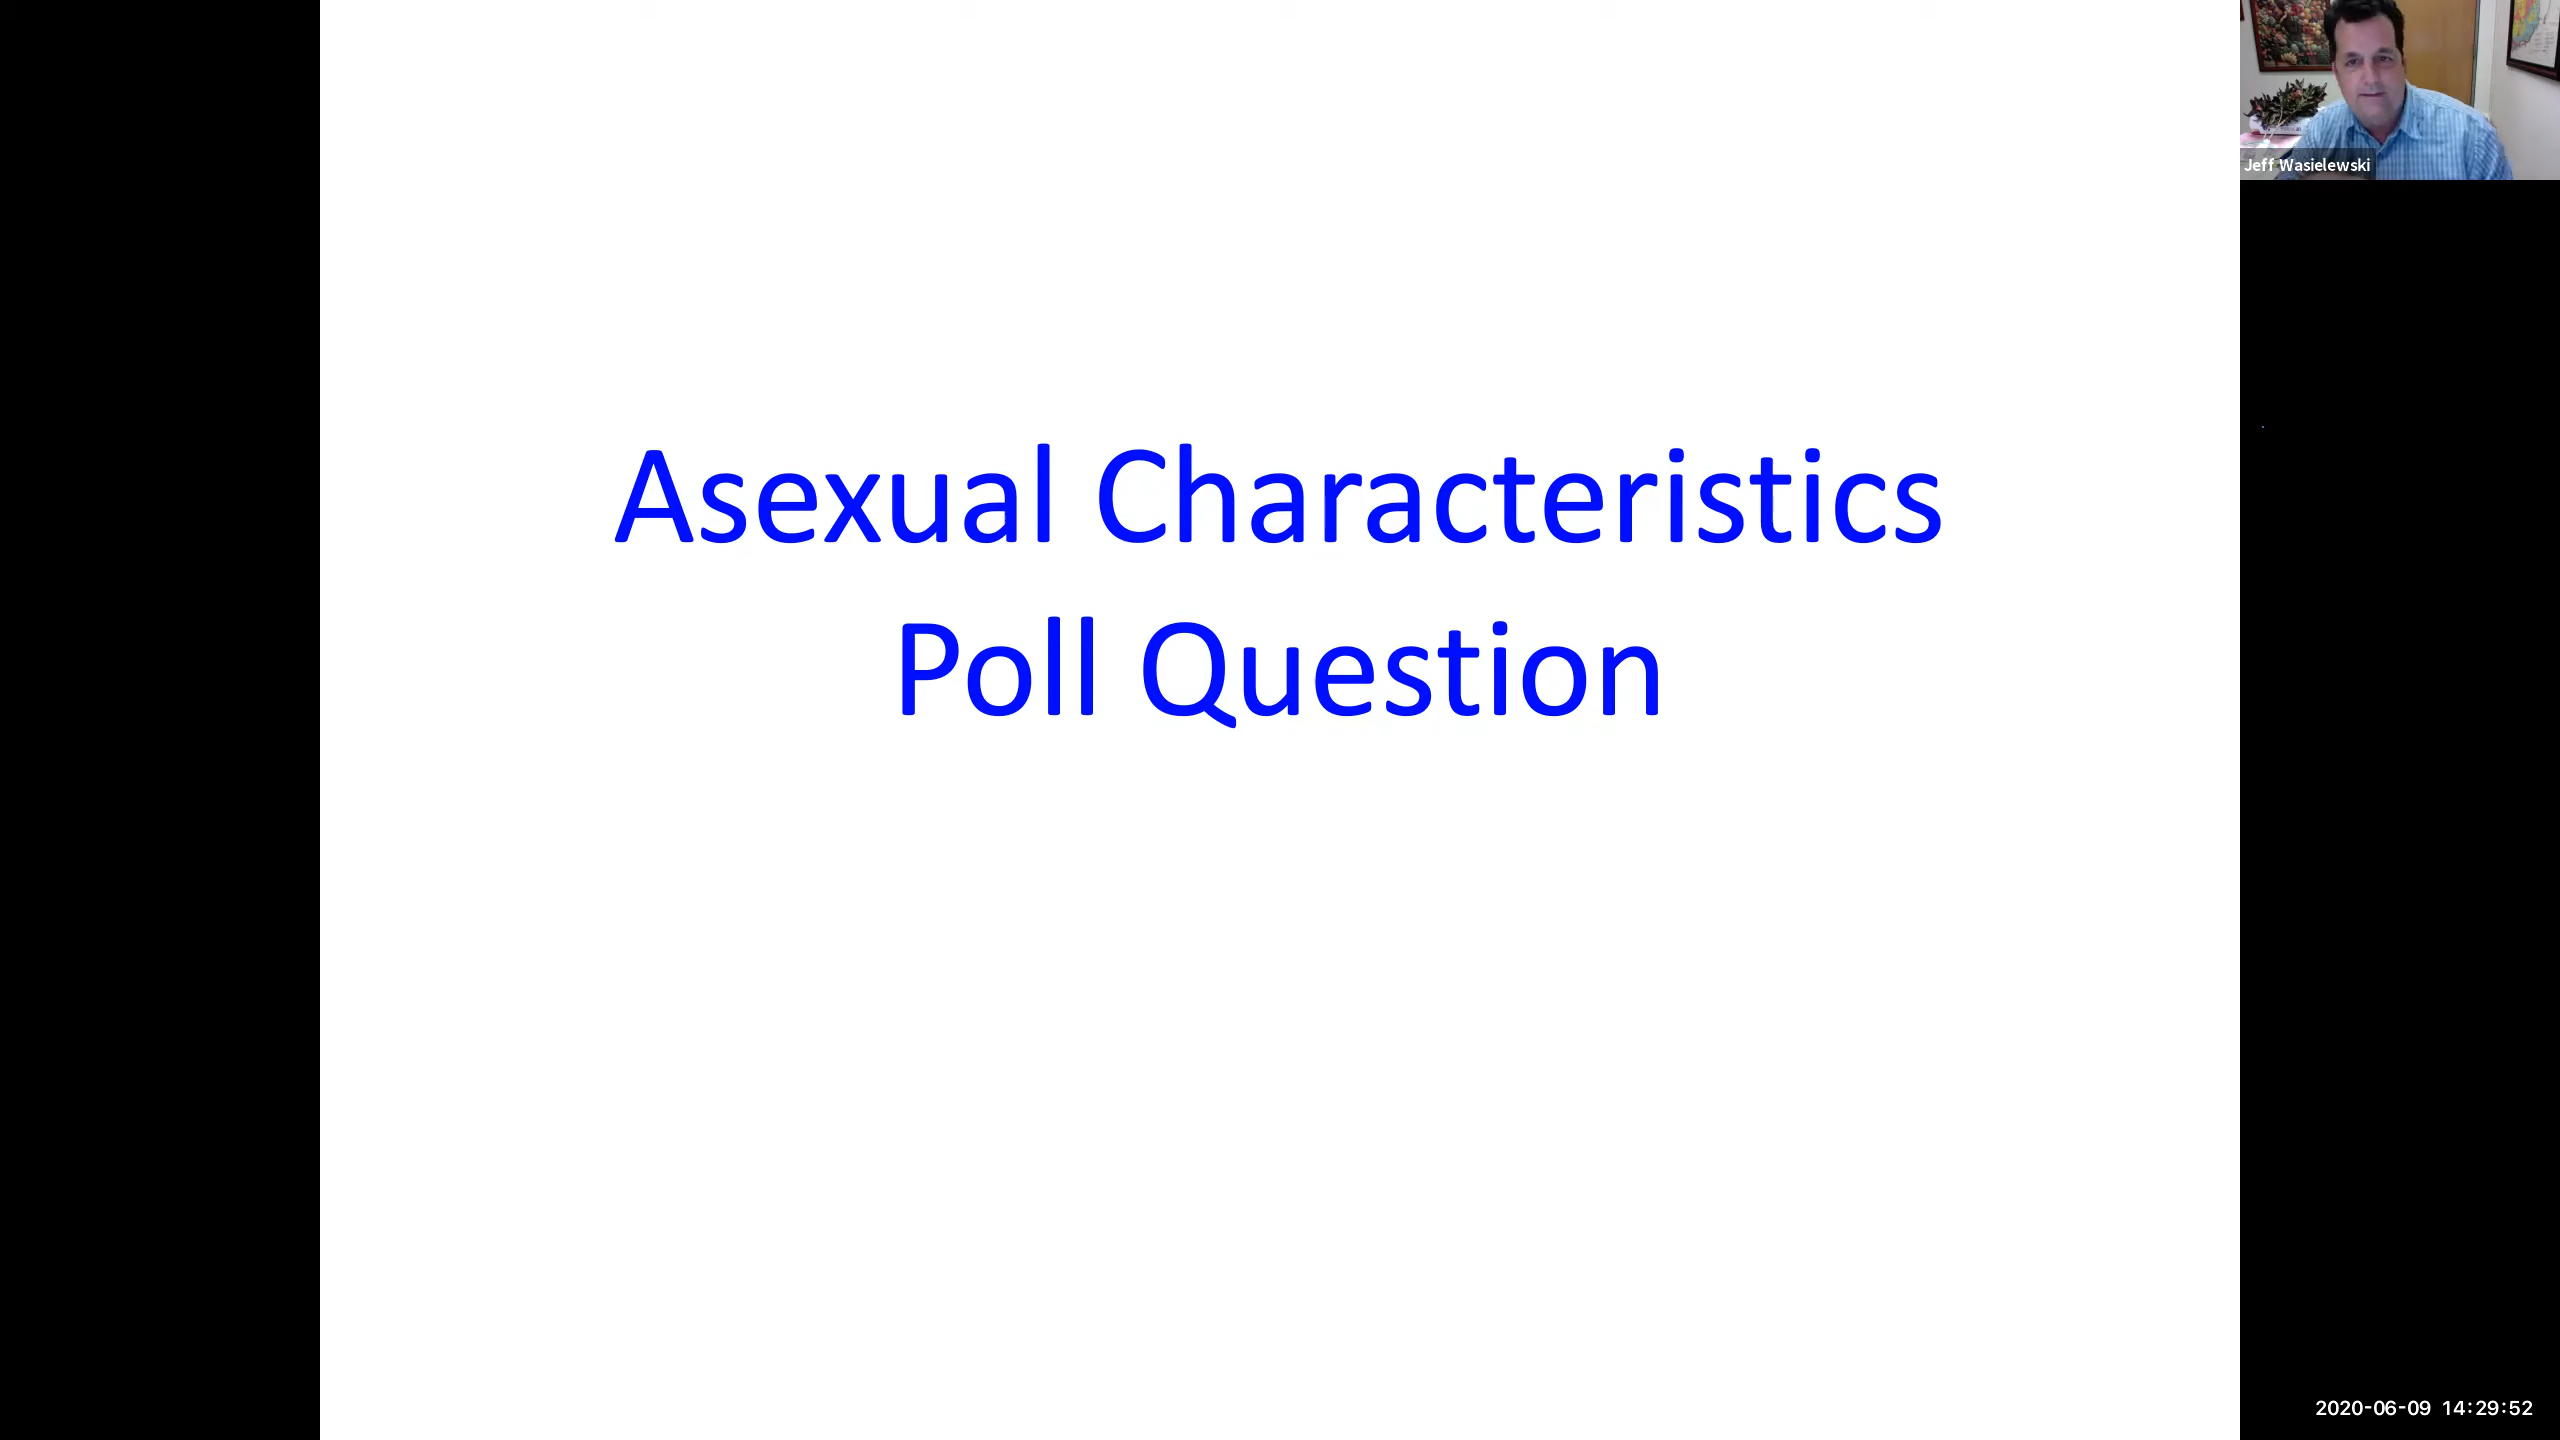 Jeff Wasielewski
Asexual Characteristics
Poll Question
2020-06-09 14:29:52